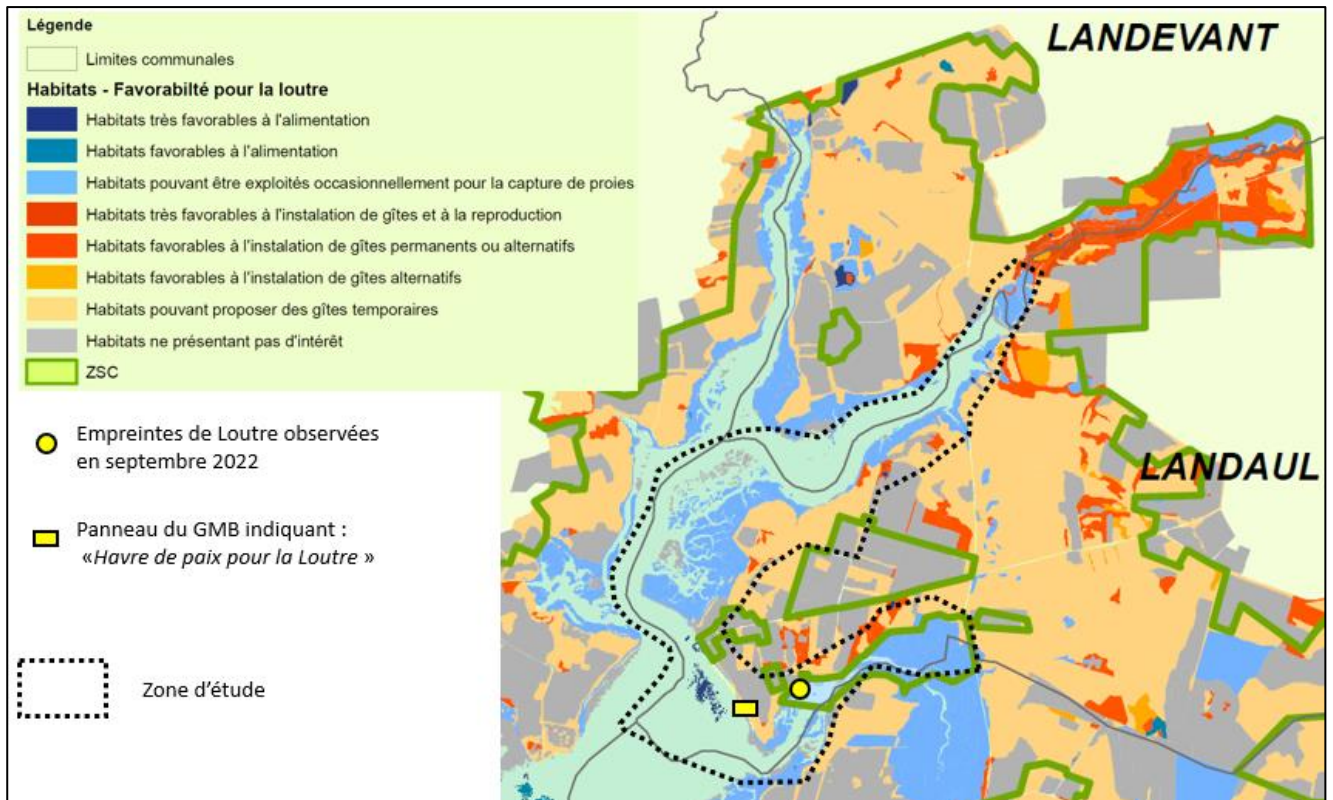 Légende
Limites communales
Habitats - Favorabilté pour la loutre
Habitats très favorables à l'alimentation
Habitats favorables à l'alimentation
Habitats pouvant être exploités occasionnellement pour la capture de proies
Habitats très favorables à l'instalation de gîtes et à la reproduction
Habitats favorables à l'instalation de gîtes permanents ou alternatifs
Habitats favorables à l'instalation de gîtes alternatifs
Habitats pouvant proposer des gîtes temporaires
Habitats ne présentant pas d'intérêt
ZSC
Empreintes de Loutre observées
en septembre 2022
Panneau du GMB indiquant :
«Havre de paix pour la Loutre »
Zone d'étude
LANDEVANT
LANDAUL